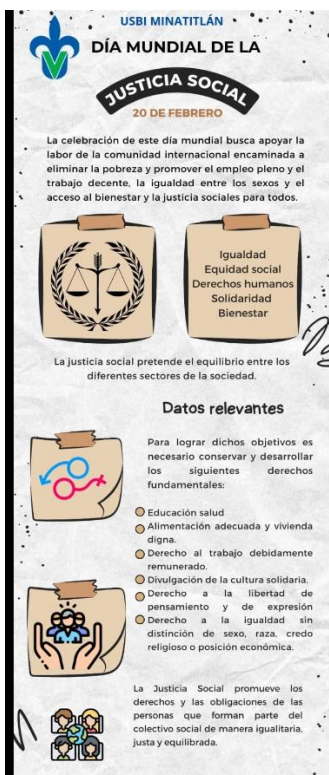 USBI MINATITLÁN
DÍA MUNDIAL DE LA
JUSTICIA SOCIAL
20 DE FEBRERO
La celebración de este día mundial busca apoyar la
labor de la comunidad internacional encaminada a
eliminar la pobreza y promover el empleo pleno y el
trabajo decente, la igualdad entre los sexos y el
acceso al bienestar y la justicia sociales para todos.
Igualdad
Equidad social
Derechos humanos
Solidaridad
Bienestar
La justicia social pretende el equilibrio entre los
diferentes sectores de la sociedad.
Datos relevantes
Para lograr dichos objetivos es
necesario conservar y desarrollar
los siguientes derechos
fundamentales:
Educación salud
Alimentación adecuada y vivienda
digna.
Derecho al trabajo debidamente
remunerado.
Divulgación de la cultura solidaria.
Derecho a la libertad de
pensamiento y de expresión
Derecho a la igualdad sin
distinción de sexo, raza, credo
religioso o posición económica.
La Justicia Social promueve los
derechos y las obligaciones de las
personas que forman parte del
colectivo social de manera igualitaria,
justa y equilibrada.